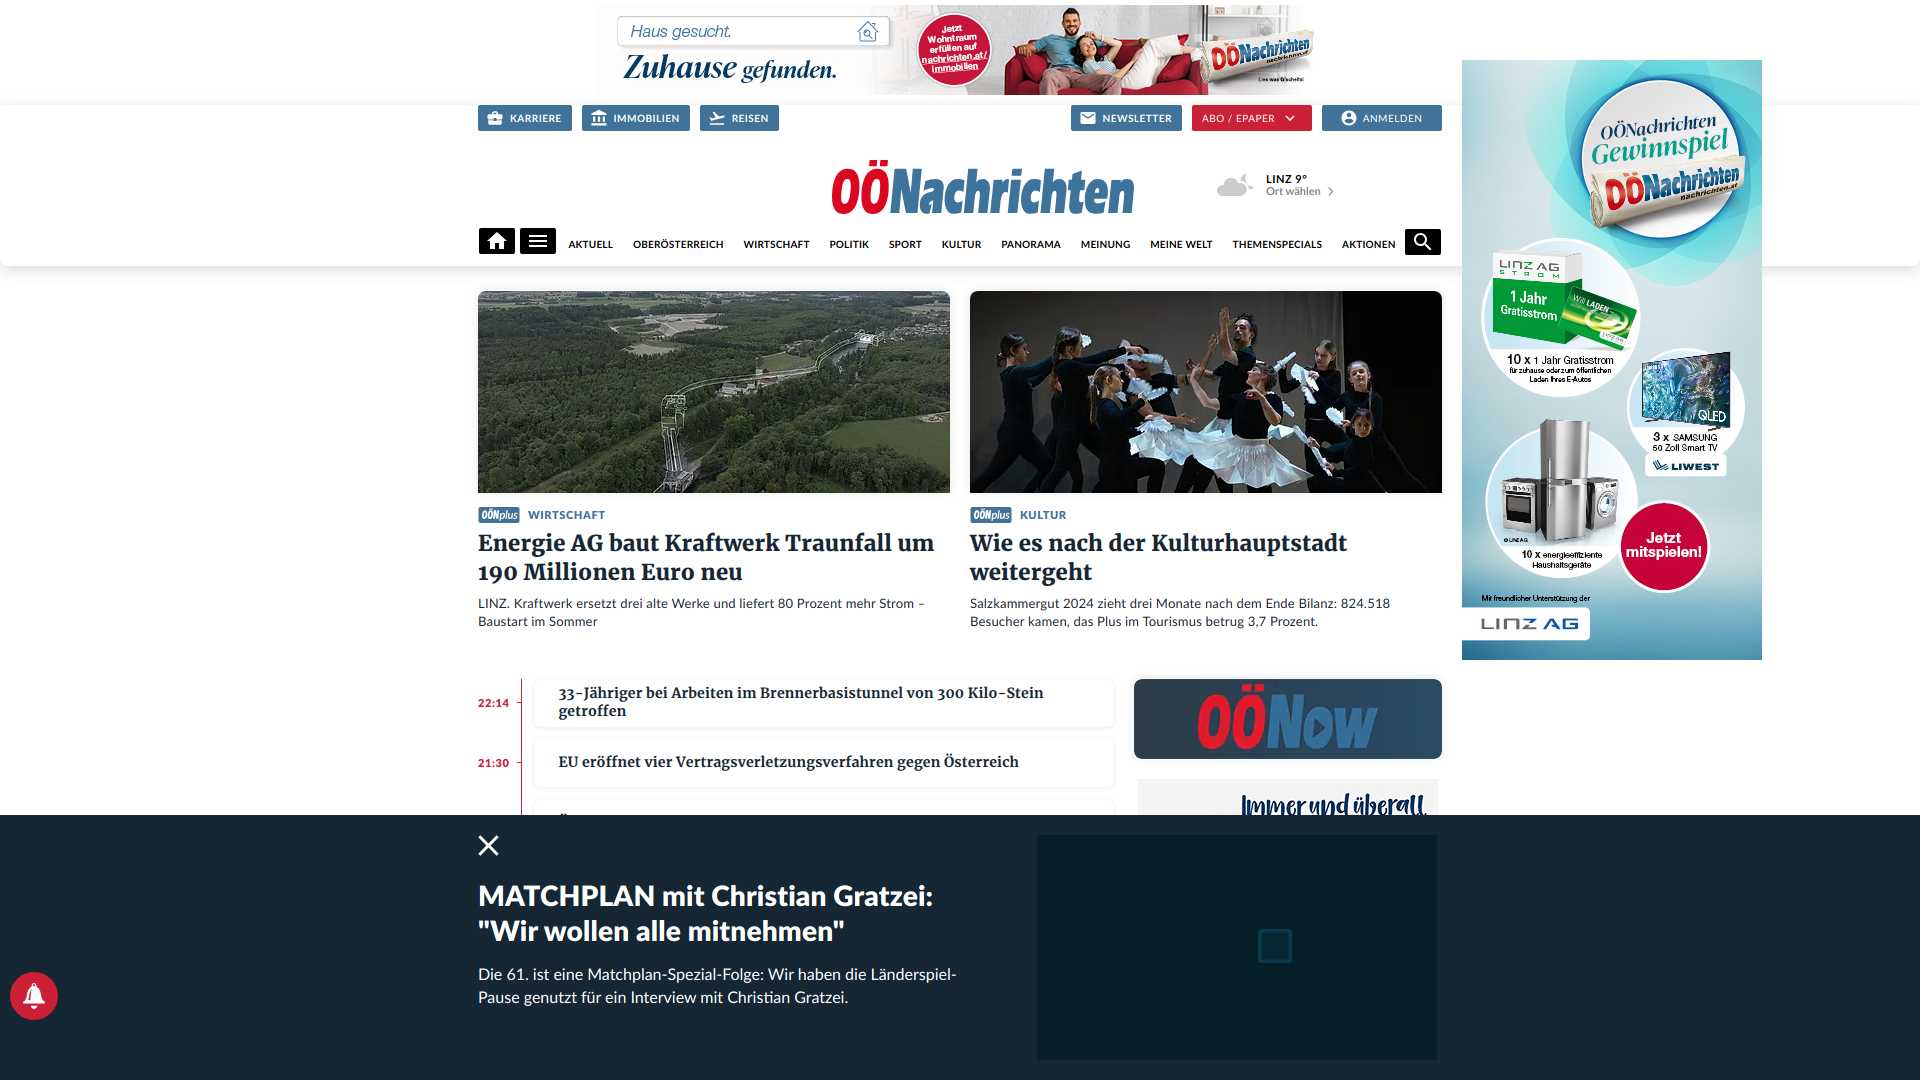 Haus gesucht.
Zuhause gefunden.
Jetzt
Wohntraum
erfüllen auf
nachrichten.at/
immobilien
OÖNachrichten
nachrichten.at
KARRIERE
IMMOBILIEN
REISEN
NEWSLETTER
ABO / EPAPER
ANMELDEN
OÖNachrichten
LINZ 9°
Ort wählen
AKTUELL
OBERÖSTERREICH
WIRTSCHAFT
POLITIK
SPORT
KULTUR
PANORAMA
MEINUNG
MEINE WELT
THEMENSPECIALS
AKTIONEN
OÖNachrichten
Gewinnspiel
OÖNachrichten
nachrichten.at
LINZ AG
STROM
1 Jahr
Gratisstrom
Will LADEN
10 x 1 Jahr Gratisstrom
für zuhause oder zum öffentlichen
Laden Ihres E-Autos
SAMSUNG
QLED
3 x SAMSUNG
50 Zoll Smart TV
LIWEST
© LINZ AG
10 x energieeffiziente
Haushaltsgeräte
Jetzt
mitspielen!
Mit freundlicher Unterstützung der
LINZ AG
OÖNplus WIRTSCHAFT
Energie AG baut Kraftwerk Traunfall um
190 Millionen Euro neu
LINZ. Kraftwerk ersetzt drei alte Werke und liefert 80 Prozent mehr Strom –
Baustart im Sommer
OÖNplus KULTUR
Wie es nach der Kulturhauptstadt
weitergeht
Salzkammergut 2024 zieht drei Monate nach dem Ende Bilanz: 824.518
Besucher kamen, das Plus im Tourismus betrug 3,7 Prozent.
22:14
33-Jähriger bei Arbeiten im Brennerbasistunnel von 300 Kilo-Stein
getroffen
21:30
EU eröffnet vier Vertragsverletzungsverfahren gegen Österreich
OÖNow
Immer und überall
MATCHPLAN mit Christian Gratzei:
"Wir wollen alle mitnehmen"
Die 61. ist eine Matchplan-Spezial-Folge: Wir haben die Länderspiel-
Pause genutzt für ein Interview mit Christian Gratzei.